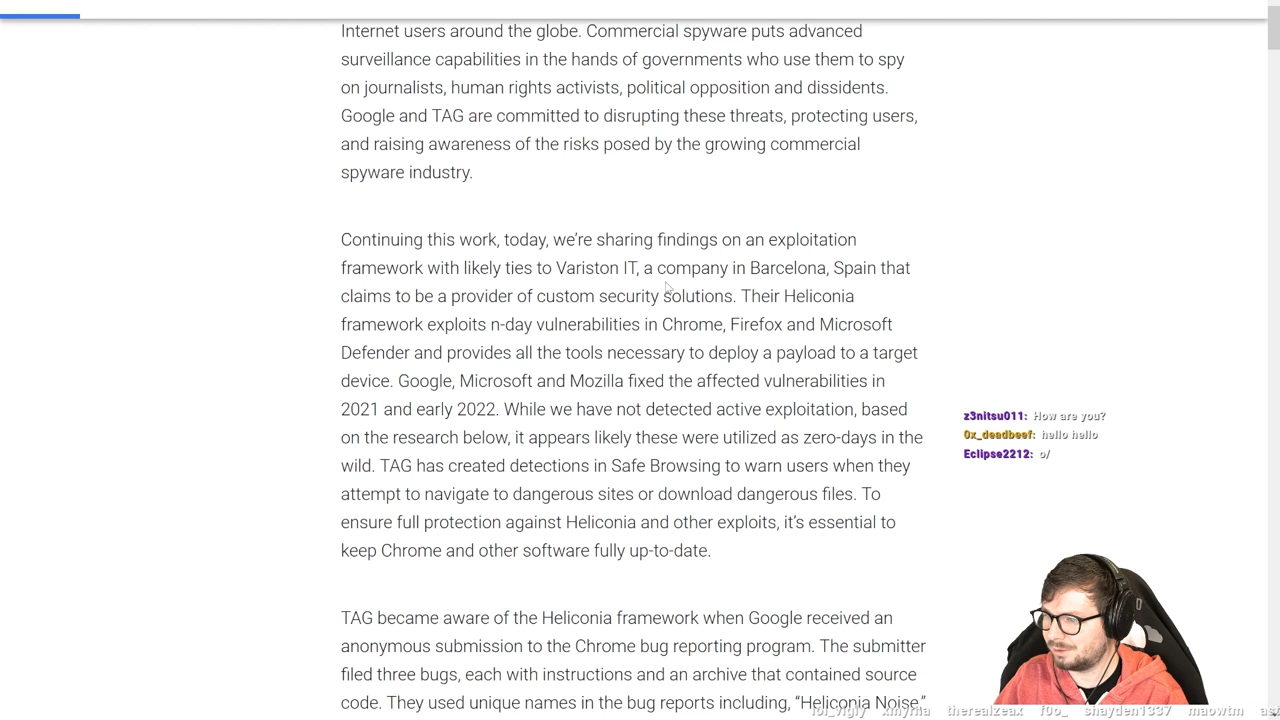 Internet users around the globe. Commercial spyware puts advanced
surveillance capabilities in the hands of governments who use them to spy
on journalists, human rights activists, political opposition and dissidents.
Google and TAG are committed to disrupting these threats, protecting users,
and raising awareness of the risks posed by the growing commercial
spyware industry.
Continuing this work, today, we’re sharing findings on an exploitation
framework with likely ties to Variston IT, a company in Barcelona, Spain that
claims to be a provider of custom security solutions. Their Heliconia
framework exploits n-day vulnerabilities in Chrome, Firefox and Microsoft
Defender and provides all the tools necessary to deploy a payload to a target
device. Google, Microsoft and Mozilla fixed the affected vulnerabilities in
2021 and early 2022. While we have not detected active exploitation, based
on the research below, it appears likely these were utilized as zero-days in the
wild. TAG has created detections in Safe Browsing to warn users when they
attempt to navigate to dangerous sites or download dangerous files. To
ensure full protection against Heliconia and other exploits, it’s essential to
keep Chrome and other software fully up-to-date.
TAG became aware of the Heliconia framework when Google received an
anonymous submission to the Chrome bug reporting program. The submitter
filed three bugs, each with instructions and an archive that contained source
code. They used unique names in the bug reports including, “Heliconia Noise,”
z3nitsu011: How are you?
0x_deadbeef: hello hello
Eclipse2212: o/
xmyrna therealzeax f0o_ shayden1337 maowtm